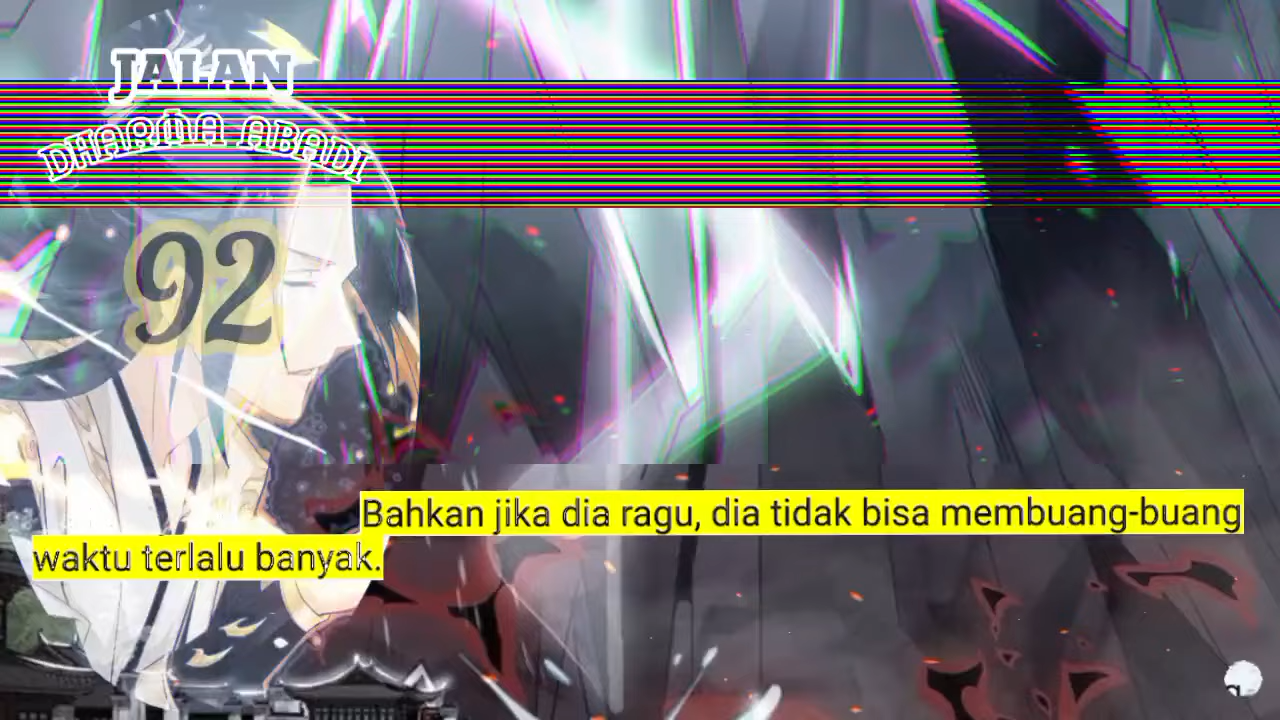 JALAN
DHARMA ABADI
92
Bahkan jika dia ragu, dia tidak bisa membuang-buang
waktu terlalu banyak.